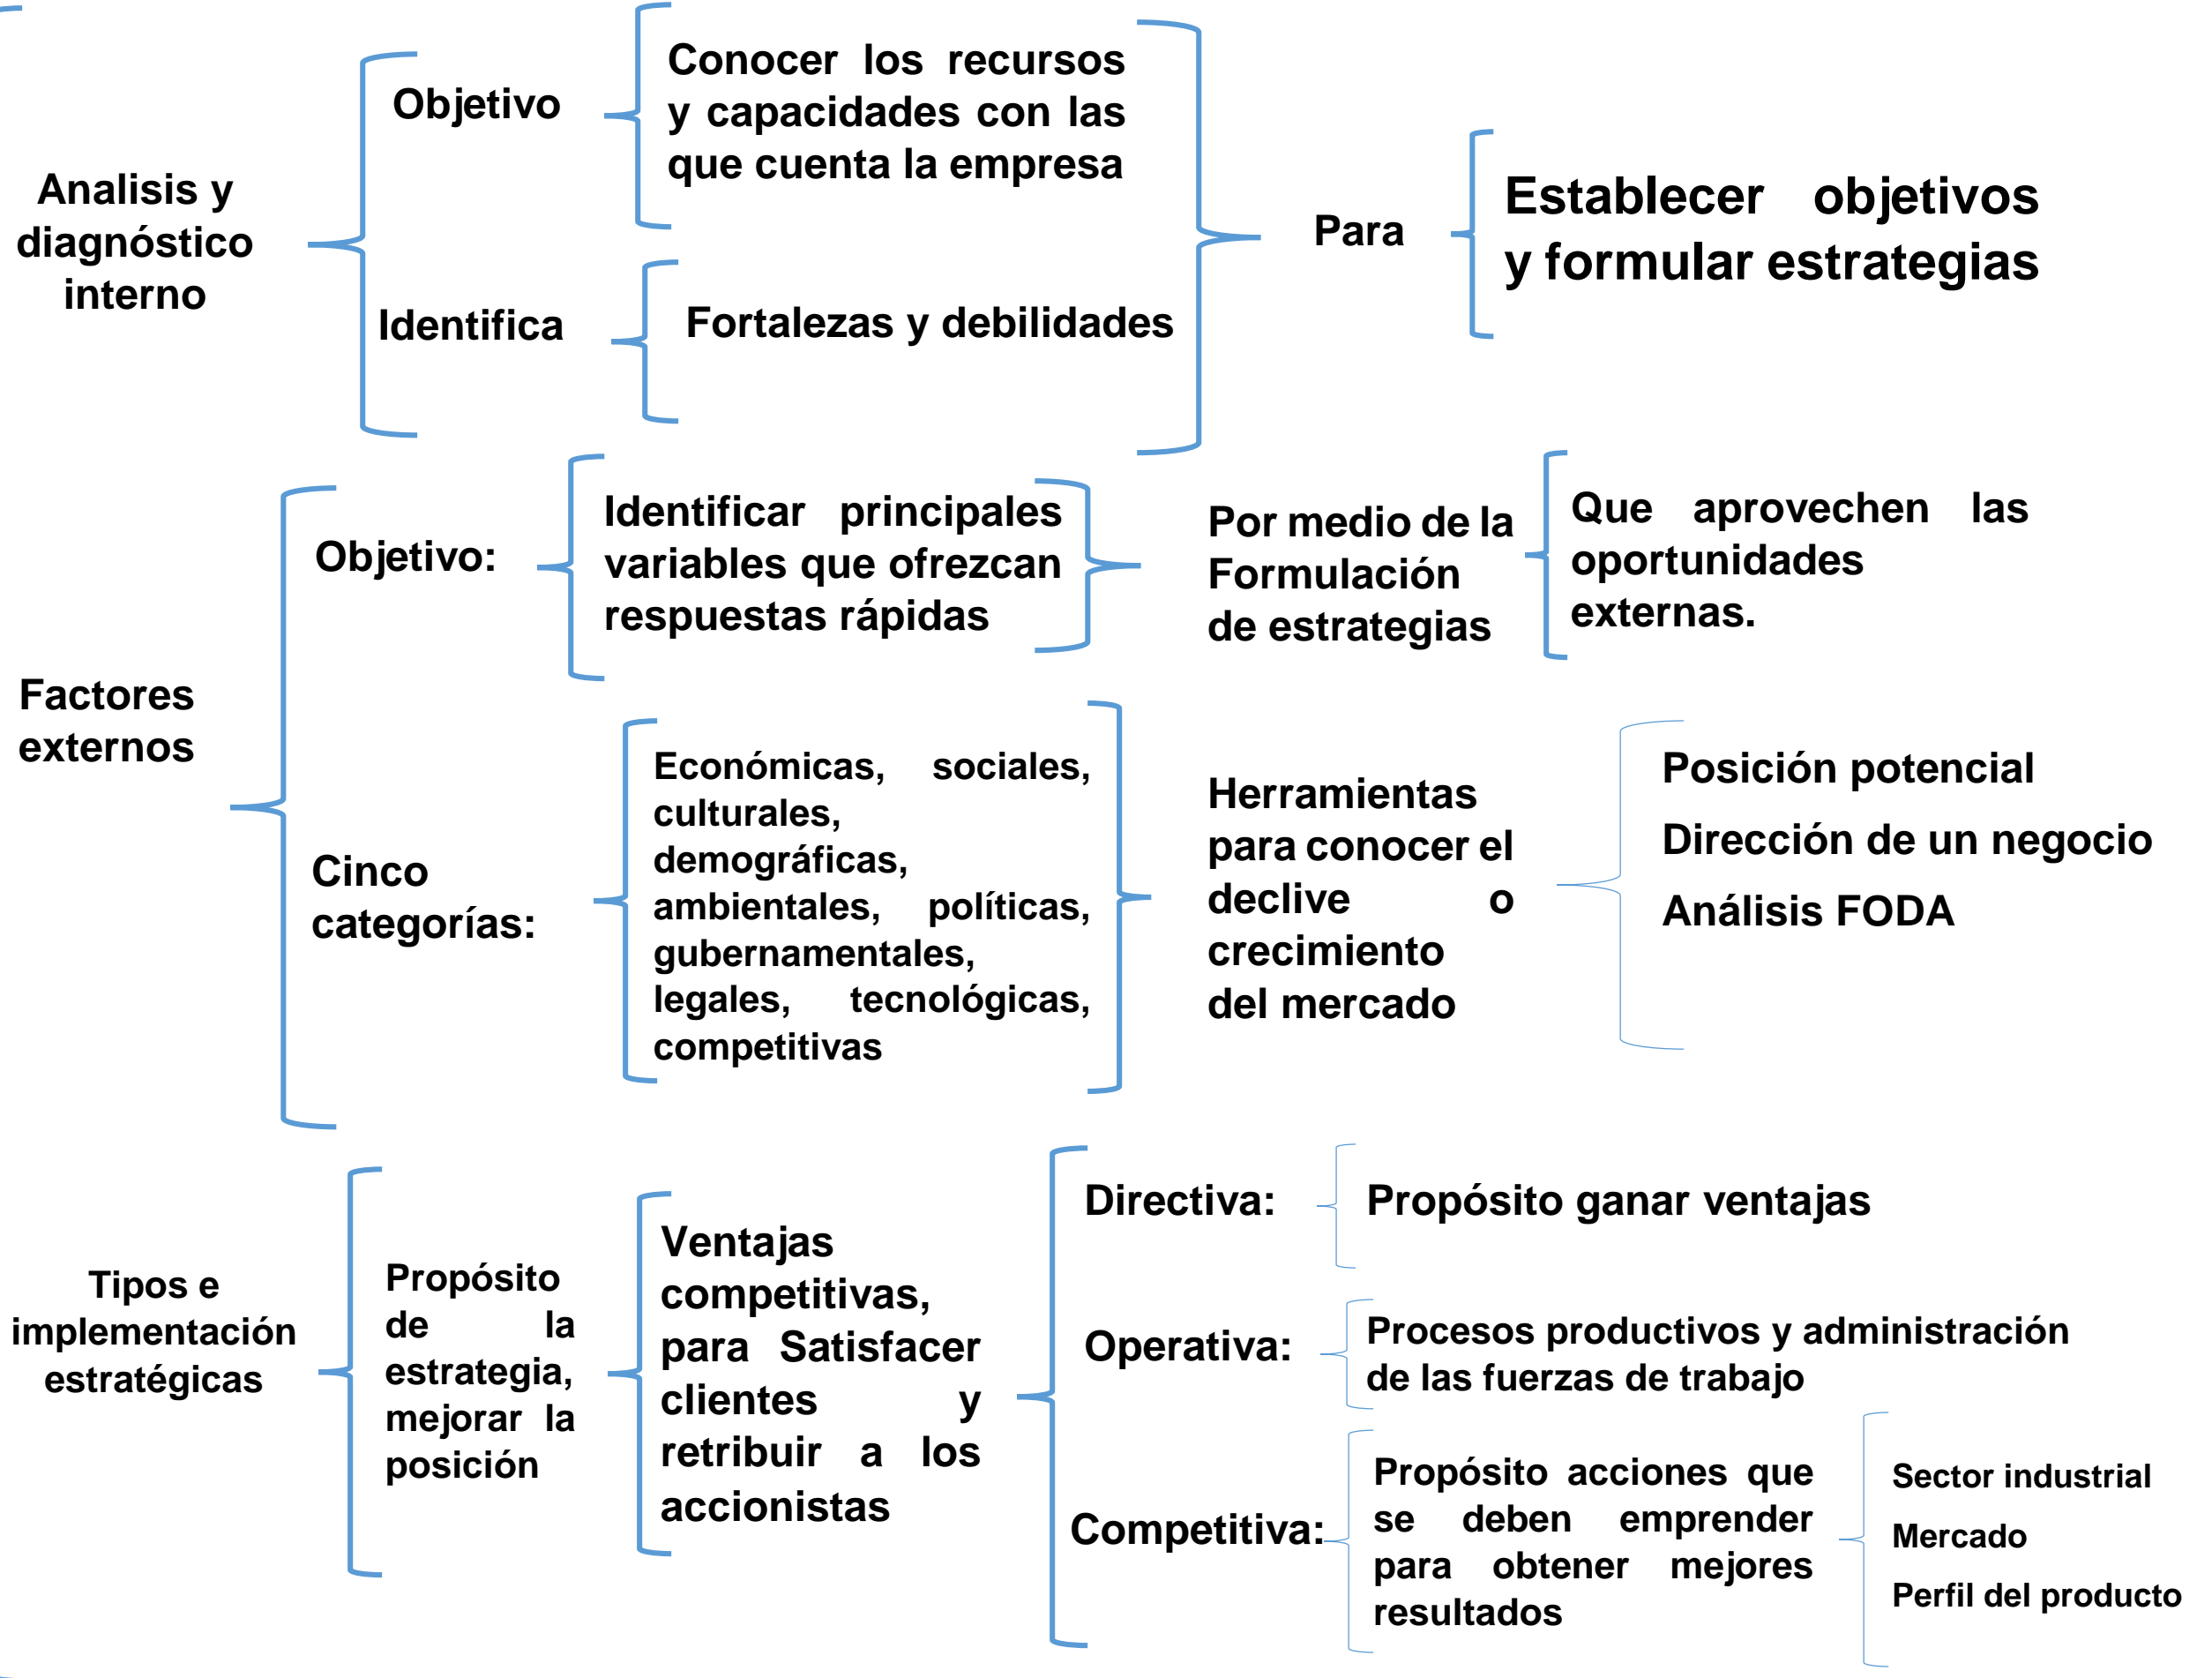 Analisis y
diagnóstico
interno
Objetivo
Conocer los recursos
y capacidades con las
que cuenta la empresa
Identifica
Fortalezas y debilidades
Para
Establecer objetivos
y formular estrategias
Factores
externos
Objetivo:
Identificar principales
variables que ofrezcan
respuestas rápidas
Por medio de la
Formulación
de estrategias
Que aprovechen las
oportunidades
externas.
Cinco
categorías:
Económicas, sociales,
culturales,
demográficas,
ambientales, políticas,
gubernamentales,
legales, tecnológicas,
competitivas
Herramientas
para conocer el
declive o
crecimiento
del mercado
Posición potencial
Dirección de un negocio
Análisis FODA
Tipos e
implementación
estratégicas
Propósito
de la
estrategia,
mejorar la
posición
Ventajas
competitivas,
para Satisfacer
clientes y
retribuir a los
accionistas
Directiva:
Propósito ganar ventajas
Operativa:
Procesos productivos y administración
de las fuerzas de trabajo
Competitiva:
Propósito acciones que
se deben emprender
para obtener mejores
resultados
Sector industrial
Mercado
Perfil del producto